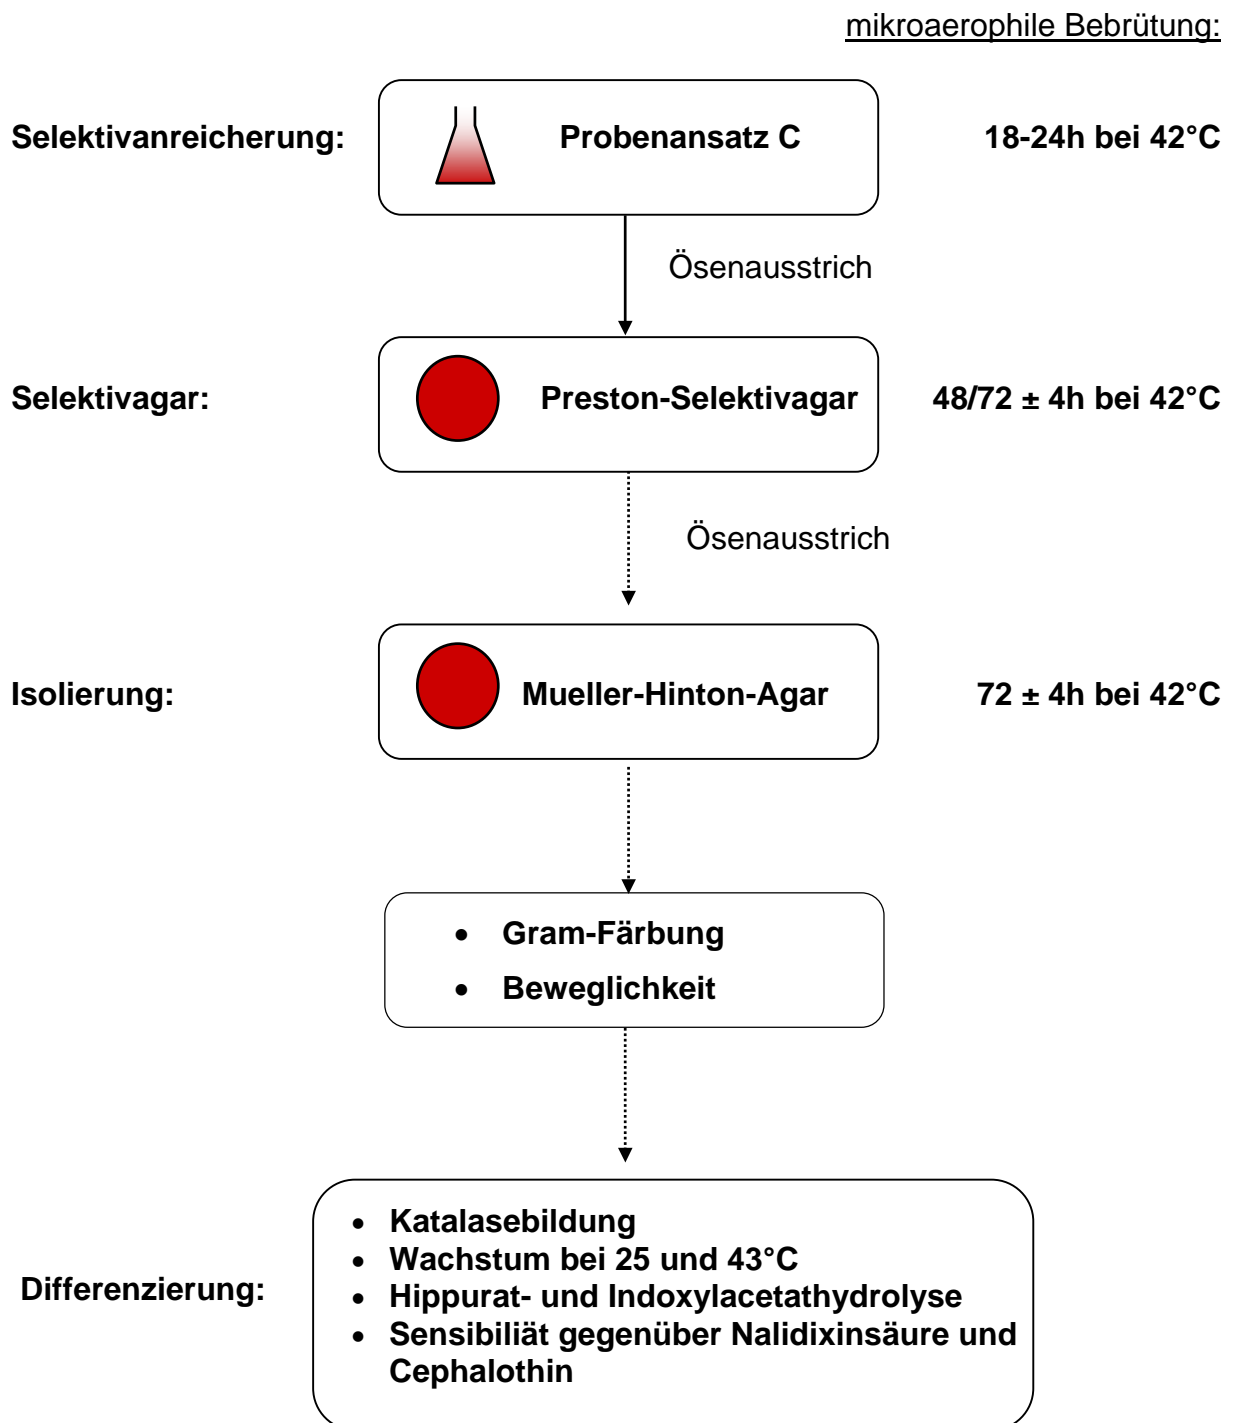 mikroaerophile Bebrütung:
Selektivanreicherung: Probenansatz C 18-24h bei 42°C
Ösenausstrich
Selektivagar: Preston-Selektivagar 48/72 ± 4h bei 42°C
Ösenausstrich
Isolierung: Mueller-Hinton-Agar 72 ± 4h bei 42°C
• Gram-Färbung
• Beweglichkeit
Differenzierung:
• Katalasebildung
• Wachstum bei 25 und 43°C
• Hippurat- und Indoxylacetathydrolyse
• Sensibiliät gegenüber Nalidixinsäure und
Cephalothin